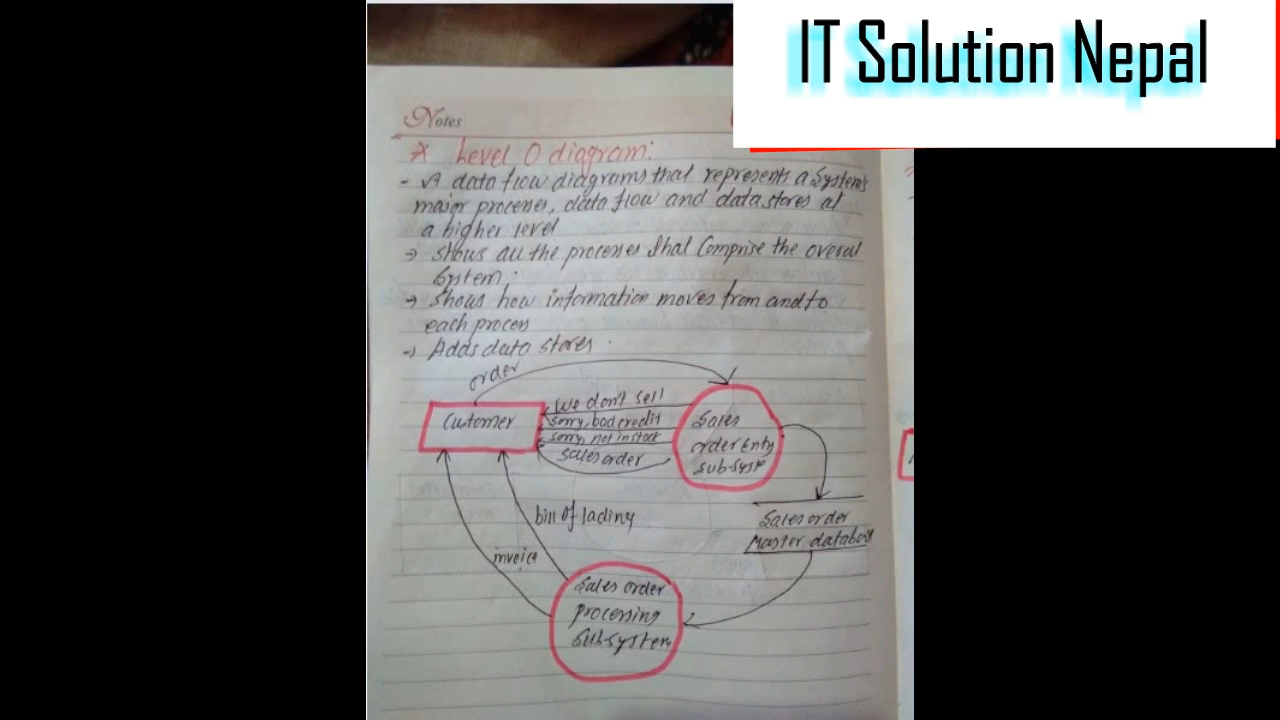 IT Solution Nepal
Notes
Level 0 diagram:
- A data flow diagrams that represents a System's
major processes, data flow and data stores at
a higher level
→ Shows all the processes that Comprise the overall
System.
→ Shows how information moves from and to
each process
→ Adds data stores.
order
Customer
We don't sell
Sorry, bad credit
Sorry, not in stock
Sales order
Sales
order Entry
Sub-syst
bill of lading
invoice
Sales order
Master database
Sales order
processing
Subsystem